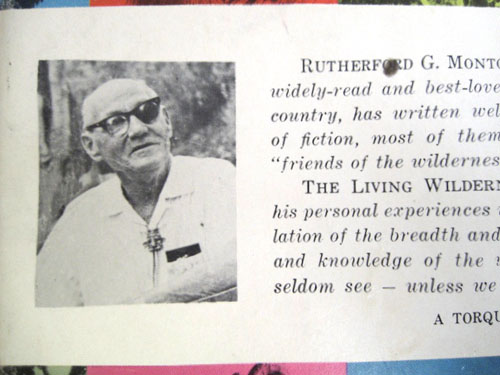 RUTHERFORD G. MONTG
widely-read and best-love
country, has written wel
of fiction, most of them
“friends of the wildernes
THE LIVING WILDER
his personal experiences
lation of the breadth and
and knowledge of the
seldom see — unless we
A TORQU